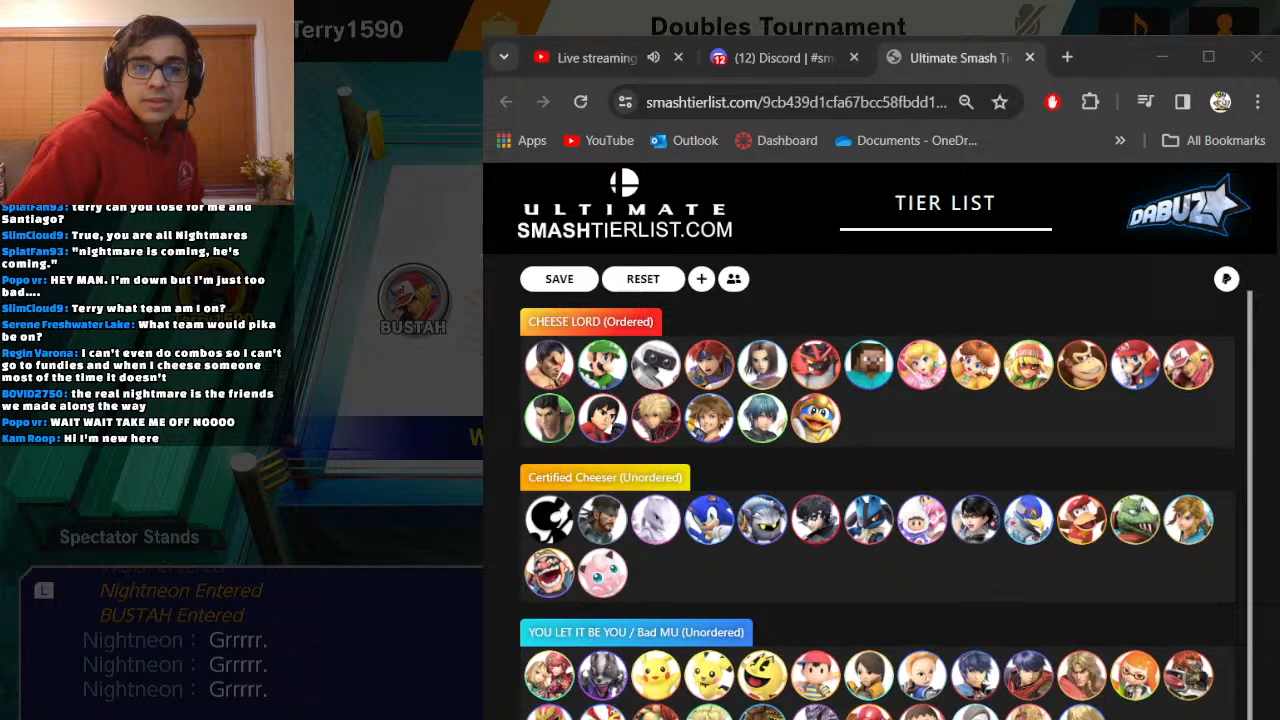 Terry1590
Doubles Tournament
Live streaming
(12) Discord | #sm
Ultimate Smash Ti
smashtierlist.com/9cb439d1cfa67bcc58fbdd1...
Apps
YouTube
Outlook
Dashboard
Documents - OneDr...
»
All Bookmarks
ULTIMATE
SMASHTIERLIST.COM
TIER LIST
DABUZ
SAVE
RESET
+
CHEESE LORD (Ordered)
Certified Cheeser (Unordered)
YOU LET IT BE YOU / Bad MU (Unordered)
SplatFan93: terry can you lose for me and
Santiago?
SlimCloud9: True, you are all Nightmares
SplatFan93: "nightmare is coming, he's
coming."
Popo vr: HEY MAN. I'm down but I'm just too
bad....
SlimCloud9: Terry what team am I on?
Serene Freshwater Lake: What team would pika
be on?
Regin Varona: I can't even do combos so I can't
go to fundies and when I cheese someone
most of the time it doesn't
BOVID2750: the real nightmare is the friends
we made along the way
Popo vr: WAIT WAIT TAKE ME OFF NOOOO
Kam Roop: Hi I'm new here
BUSTAH
Spectator Stands
L
Nightneon Entered
BUSTAH Entered
Nightneon : Grrrrr.
Nightneon : Grrrrr.
Nightneon : Grrrrr.